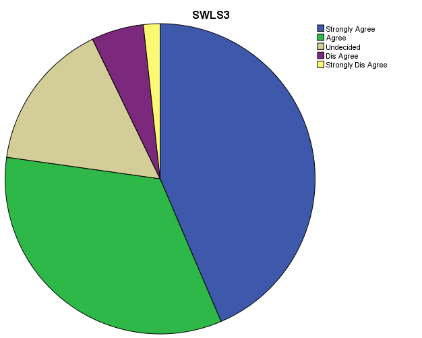 SWLS3
Strongly Agree
Agree
Undecided
Dis Agree
Strongly Dis Agree